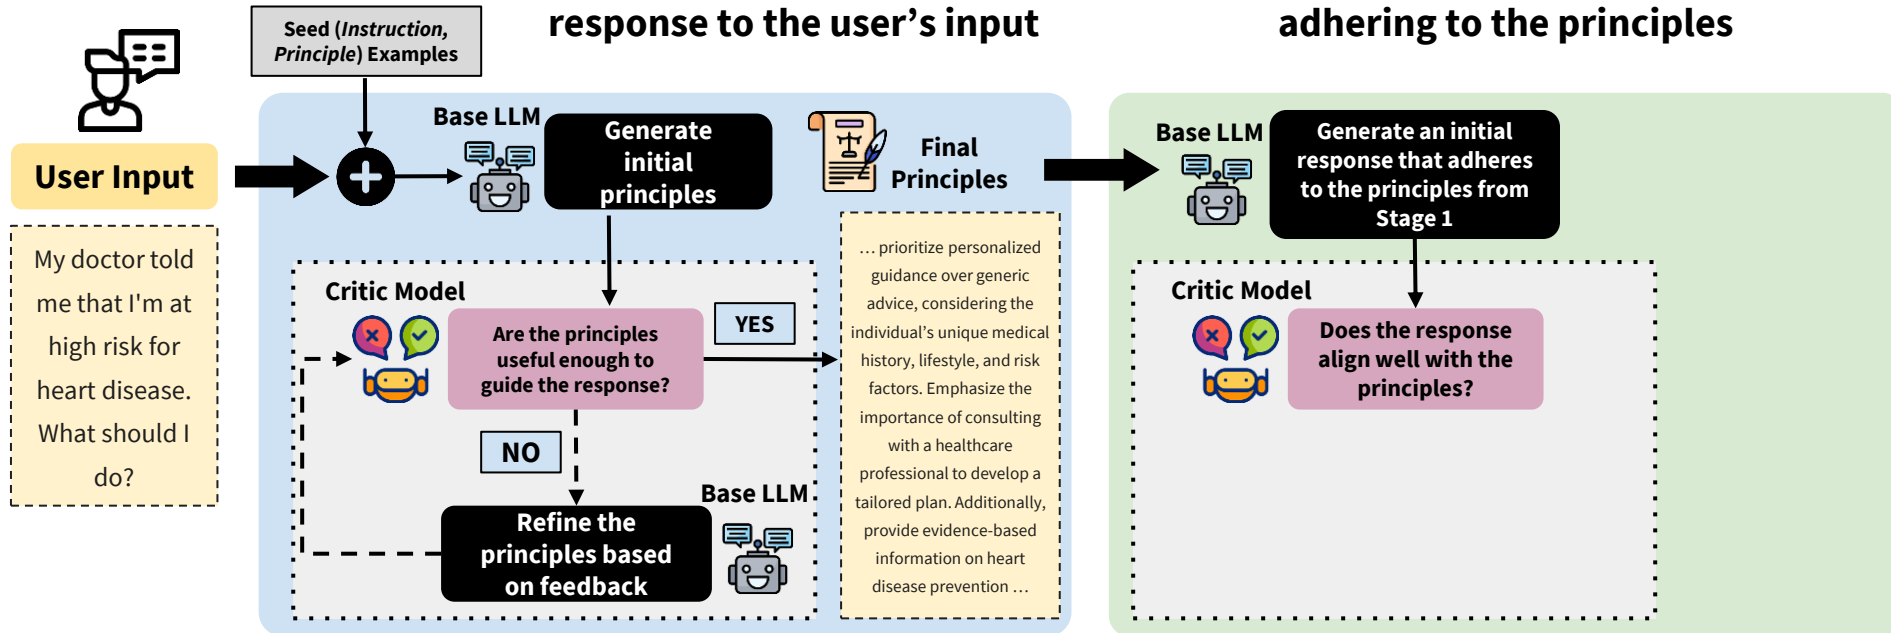 response to the user’s input
adhering to the principles
Seed (Instruction,
Principle) Examples
User Input
My doctor told
me that I'm at
high risk for
heart disease.
What should I
do?
Base LLM
Generate
initial
principles
Final
Principles
Critic Model
Are the principles
useful enough to
guide the response?
YES
NO
Base LLM
Refine the
principles based
on feedback
… prioritize personalized
guidance over generic
advice, considering the
individual’s unique medical
history, lifestyle, and risk
factors. Emphasize the
importance of consulting
with a healthcare
professional to develop a
tailored plan. Additionally,
provide evidence-based
information on heart
disease prevention …
Base LLM
Generate an initial
response that adheres
to the principles from
Stage 1
Critic Model
Does the response
align well with the
principles?